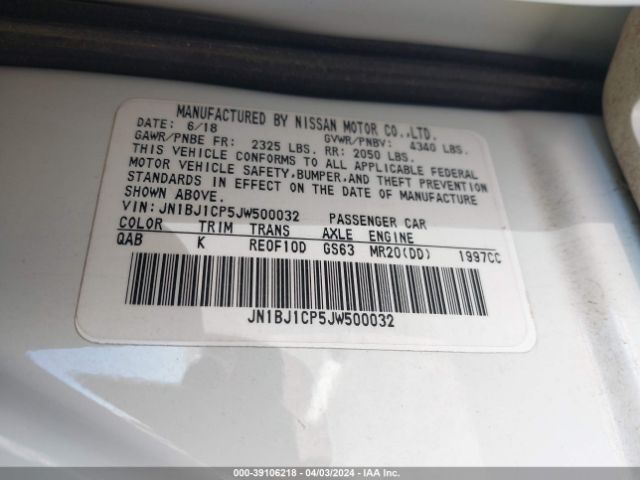 MANUFACTURED BY NISSAN MOTOR CO.,LTD.
DATE: 6/18 GVWR/PNBV: 4340 LBS.
GAWR/PNBE FR: 2325 LBS. RR: 2050 LBS.
THIS VEHICLE CONFORMS TO ALL APPLICABLE FEDERAL
MOTOR VEHICLE SAFETY,BUMPER,AND THEFT PREVENTION
STANDARDS IN EFFECT ON THE DATE OF MANUFACTURE
SHOWN ABOVE.
VIN: JN1BJ1CP5JW500032 PASSENGER CAR
COLOR TRIM TRANS AXLE ENGINE
QAB K RE0F10D GS63 MR20(DD) 1997CC
JN1BJ1CP5JW500032
000-39106218 - 04/03/2024 - IAA Inc.